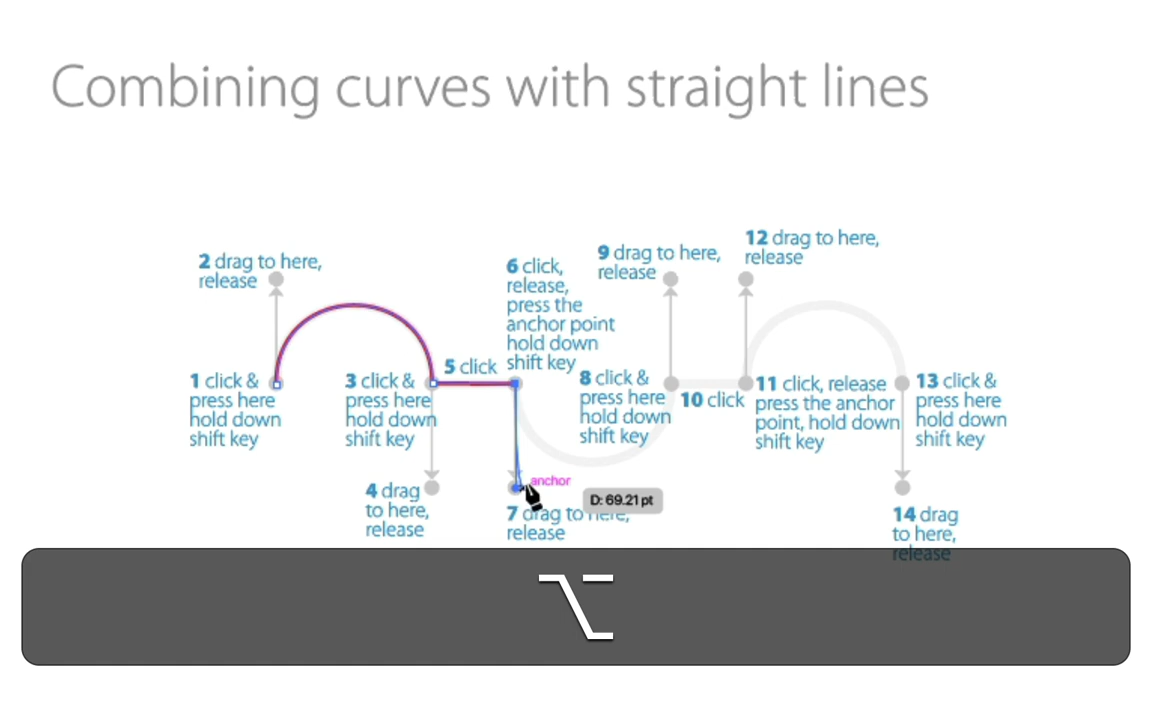 Combining curves with straight lines
2 drag to here,
release
1 click &
press here
hold down
shift key
3 click &
press here
hold down
shift key
4 drag
to here,
release
5 click
6 click,
release,
press the
anchor point
hold down
shift key
anchor
D: 69.21 pt
7 drag to here,
release
8 click &
press here
hold down
shift key
9 drag to here,
release
10 click
12 drag to here,
release
11 click, release
press the anchor
point, hold down
shift key
13 click &
press here
hold down
shift key
14 drag
to here,
release
⌥